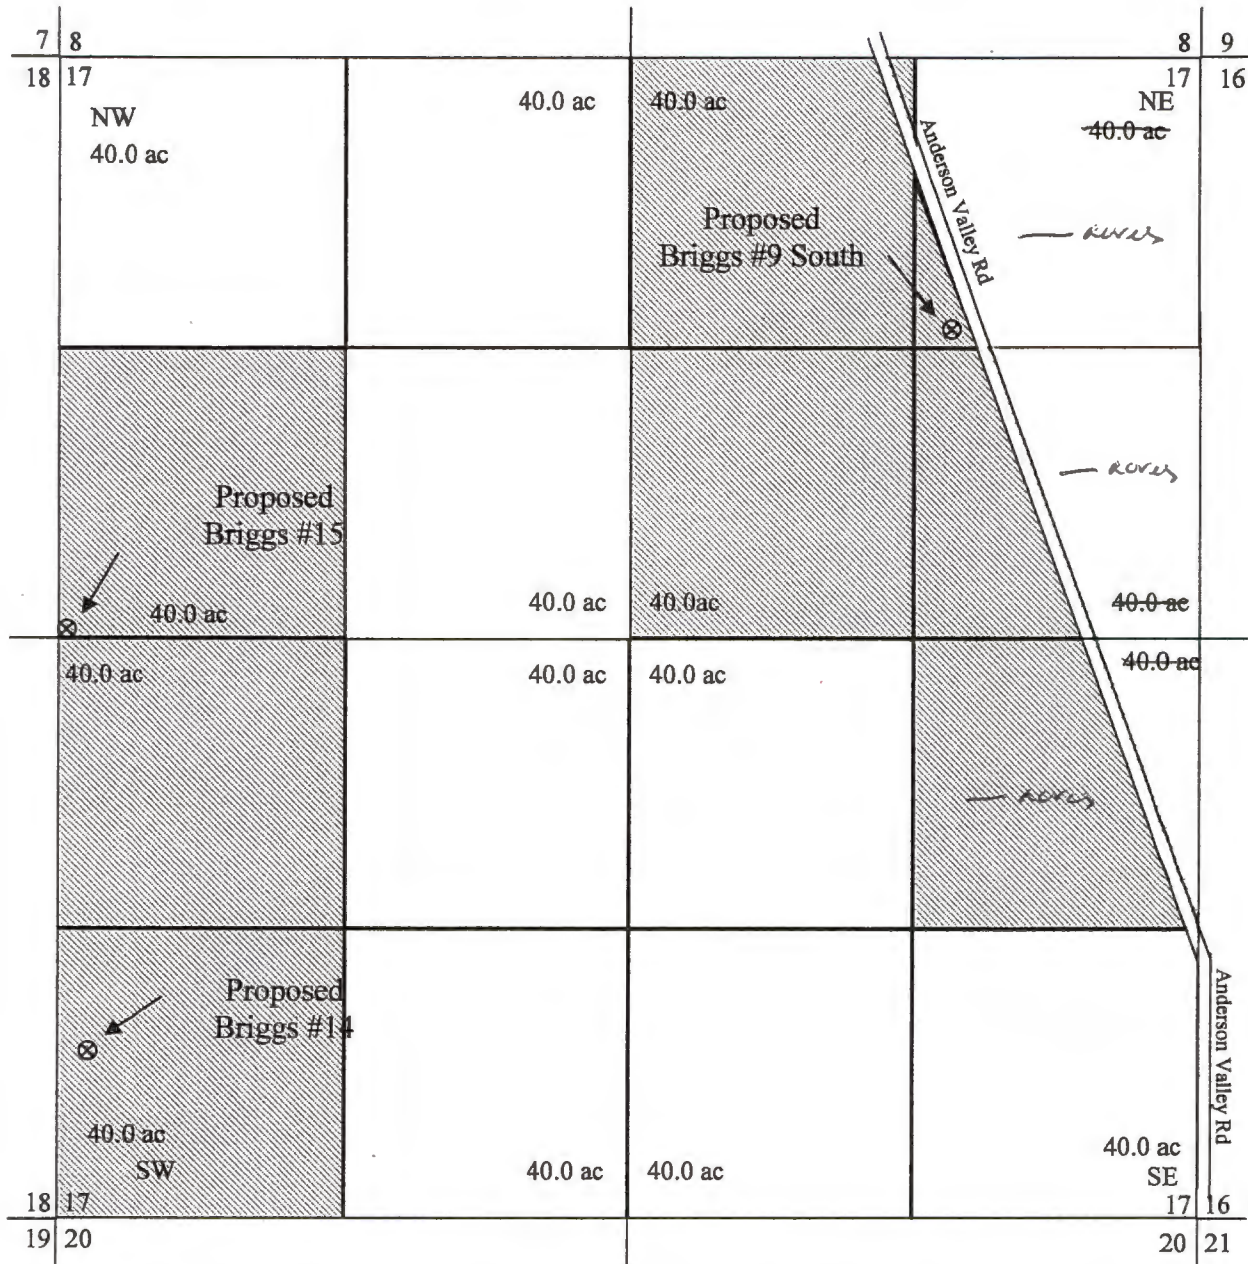 7 8
8 9
18 17
17 16
NW
40.0 ac
40.0 ac
40.0 ac
NE
40.0 ac
Anderson Valley Rd
— acres
Proposed
Briggs #9 South
— acres
Proposed
Briggs #15
40.0 ac
40.0 ac
40.0ac
40.0 ac
40.0 ac
40.0 ac
40.0 ac
40.0 ac
— acres
Proposed
Briggs #14
Anderson Valley Rd
40.0 ac
SW
40.0 ac
40.0 ac
40.0 ac
SE
18 17
17 16
19 20
20 21